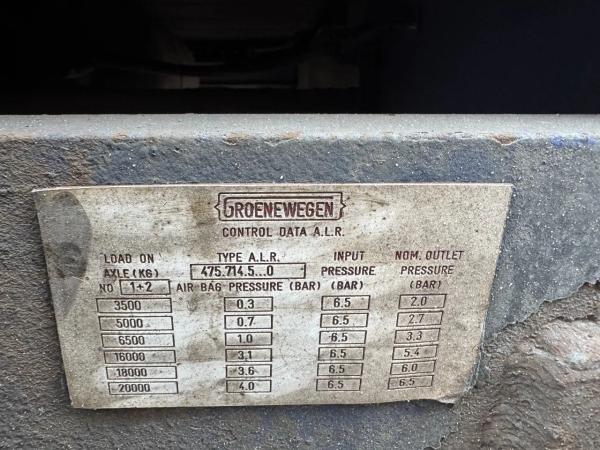 GROENEWEGEN
CONTROL DATA A.L.R.
LOAD ON TYPE A.L.R. INPUT NOM. OUTLET
AXLE (KG) 475.714.5...0 PRESSURE PRESSURE
NO 1+2 AIR BAG PRESSURE (BAR) (BAR) (BAR)
3500 0.3 6.5 2.0
5000 0.7 6.5 2.7
6500 1.0 6.5 3.3
16000 3.1 6.5 5.4
18000 3.6 6.5 6.0
20000 4.0 6.5 6.5